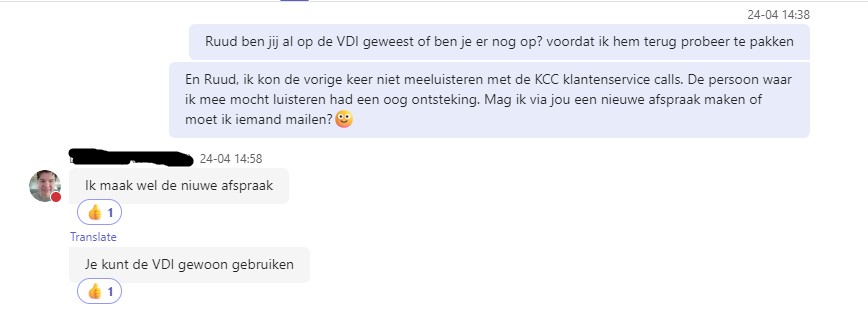 24-04 14:38
Ruud ben jij al op de VDI geweest of ben je er nog op? voordat ik hem terug probeer te pakken
En Ruud, ik kon de vorige keer niet meeluisteren met de KCC klantenservice calls. De persoon waar
ik mee mocht luisteren had een oog ontsteking. Mag ik via jou een nieuwe afspraak maken of
moet ik iemand mailen?
24-04 14:58
Ik maak wel de niuwe afspraak
1
Translate
Je kunt de VDI gewoon gebruiken
1